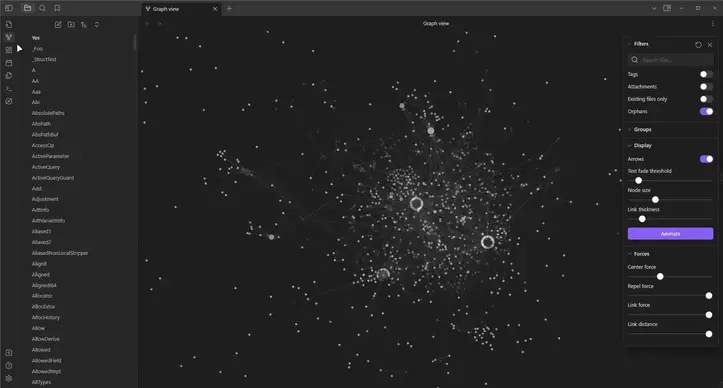 Graph view
Graph view
Yes
_Foo
_StructTest
A
AA
Aaa
Abi
AbsolutePaths
AbsPath
AbsPathBuf
AccessOp
ActiveParameter
ActiveQuery
ActiveQueryGuard
Add
Adjustment
AdtInfo
AdtVariantInfo
Aliased1
Aliased2
AliasedNonLocalStripper
Align8
Aligned
Aligned64
Allocator
AllocExtra
AllocHistory
Allow
AllowDerive
Allowed
AllowedField
AllowedImpl
AllTypes
Filters
Search files...
Tags
Attachments
Existing files only
Orphans
Groups
Display
Arrows
Text fade threshold
Node size
Link thickness
Animate
Forces
Center force
Repel force
Link force
Link distance